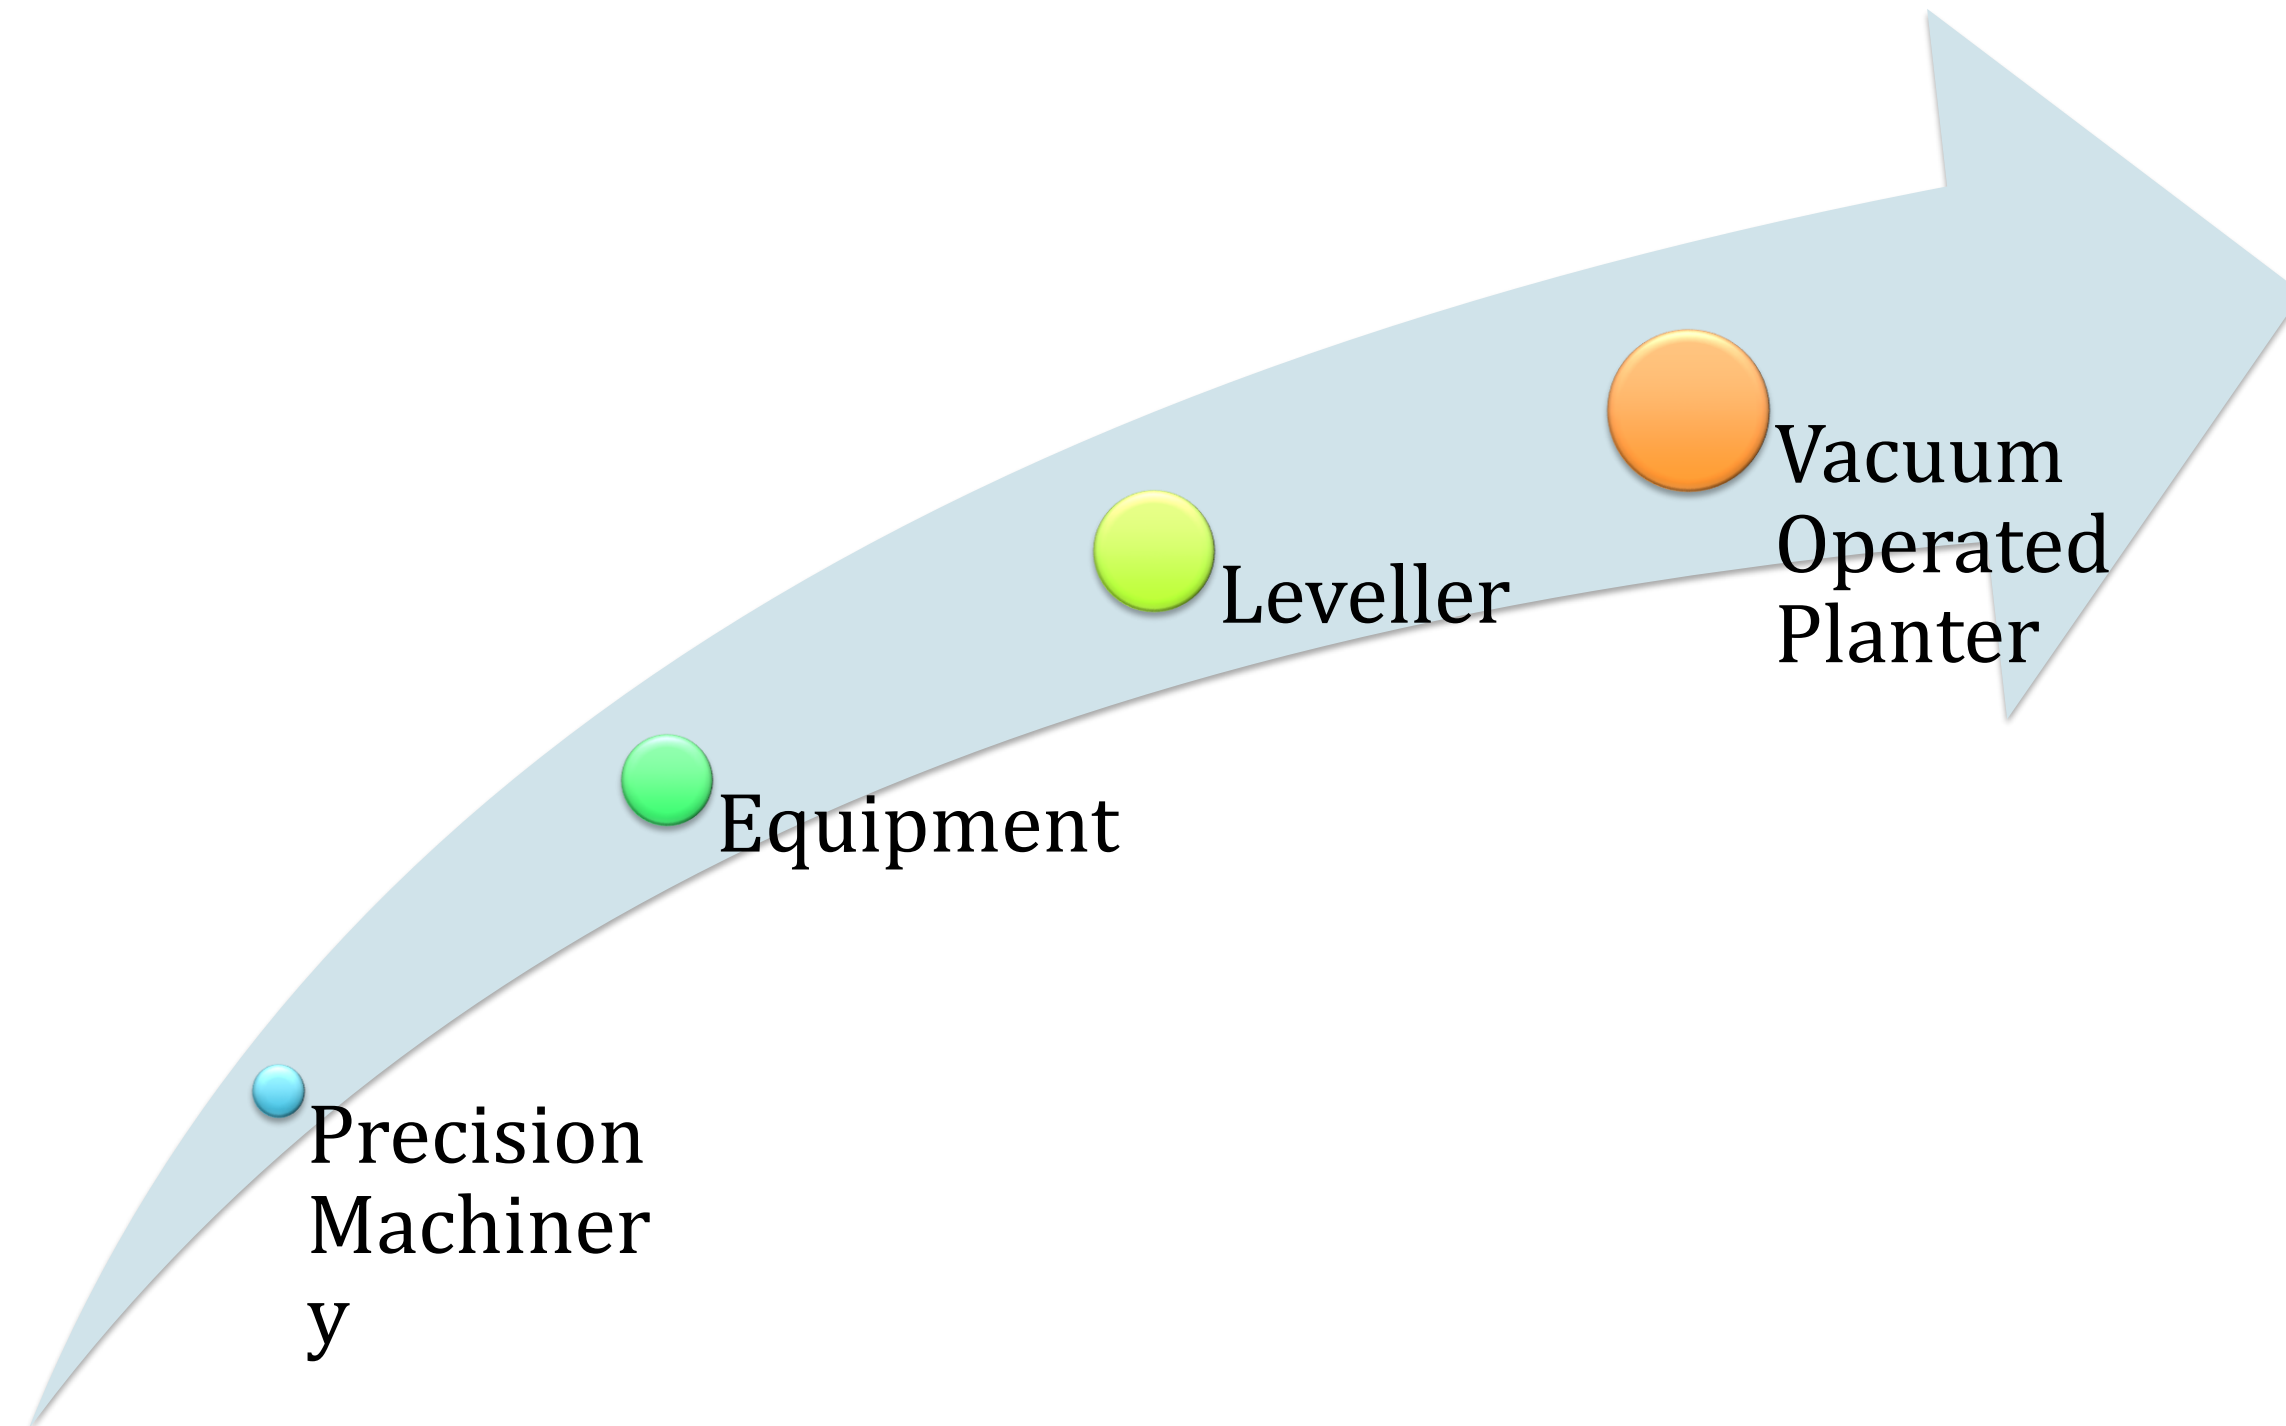 Vacuum
Operated
Planter
Leveller
Equipment
Precision
Machiner
y